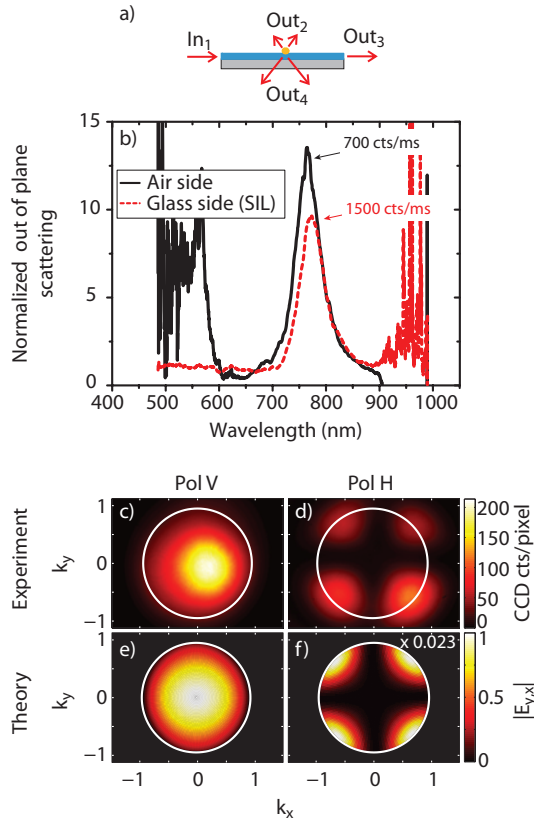 a)
In1
Out2
Out3
Out4
b)
15
10
5
0
Normalized out of plane
scattering
Air side
Glass side (SIL)
700 cts/ms
1500 cts/ms
400 500 600 700 800 900 1000
Wavelength (nm)
Pol V Pol H
Experiment
ky
1
0
−1
c)
d)
200
150
100
50
0
CCD cts/pixel
Theory
ky
1
0
−1
e)
f)
x 0.023
1
0.5
0
|Ey,x|
−1 0 1 −1 0 1
kx